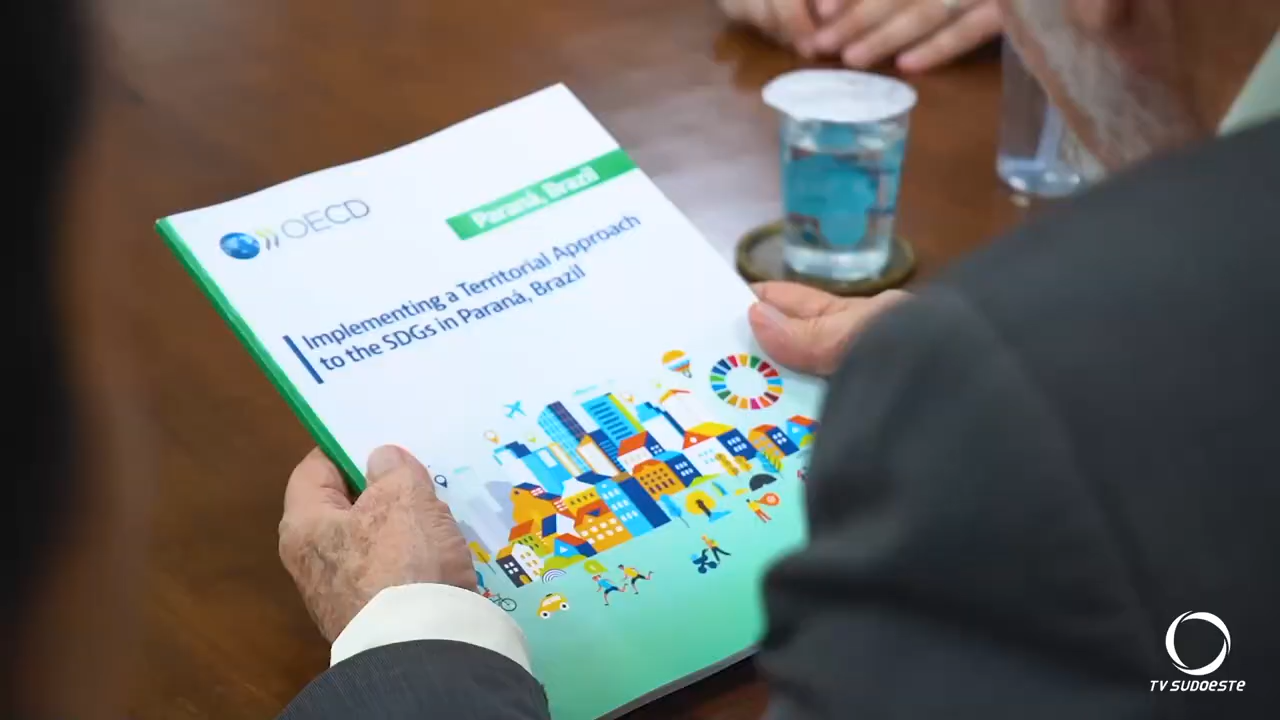 OECD
Paraná, Brazil
Implementing a Territorial Approach
to the SDGs in Paraná, Brazil
TV SUDOESTE